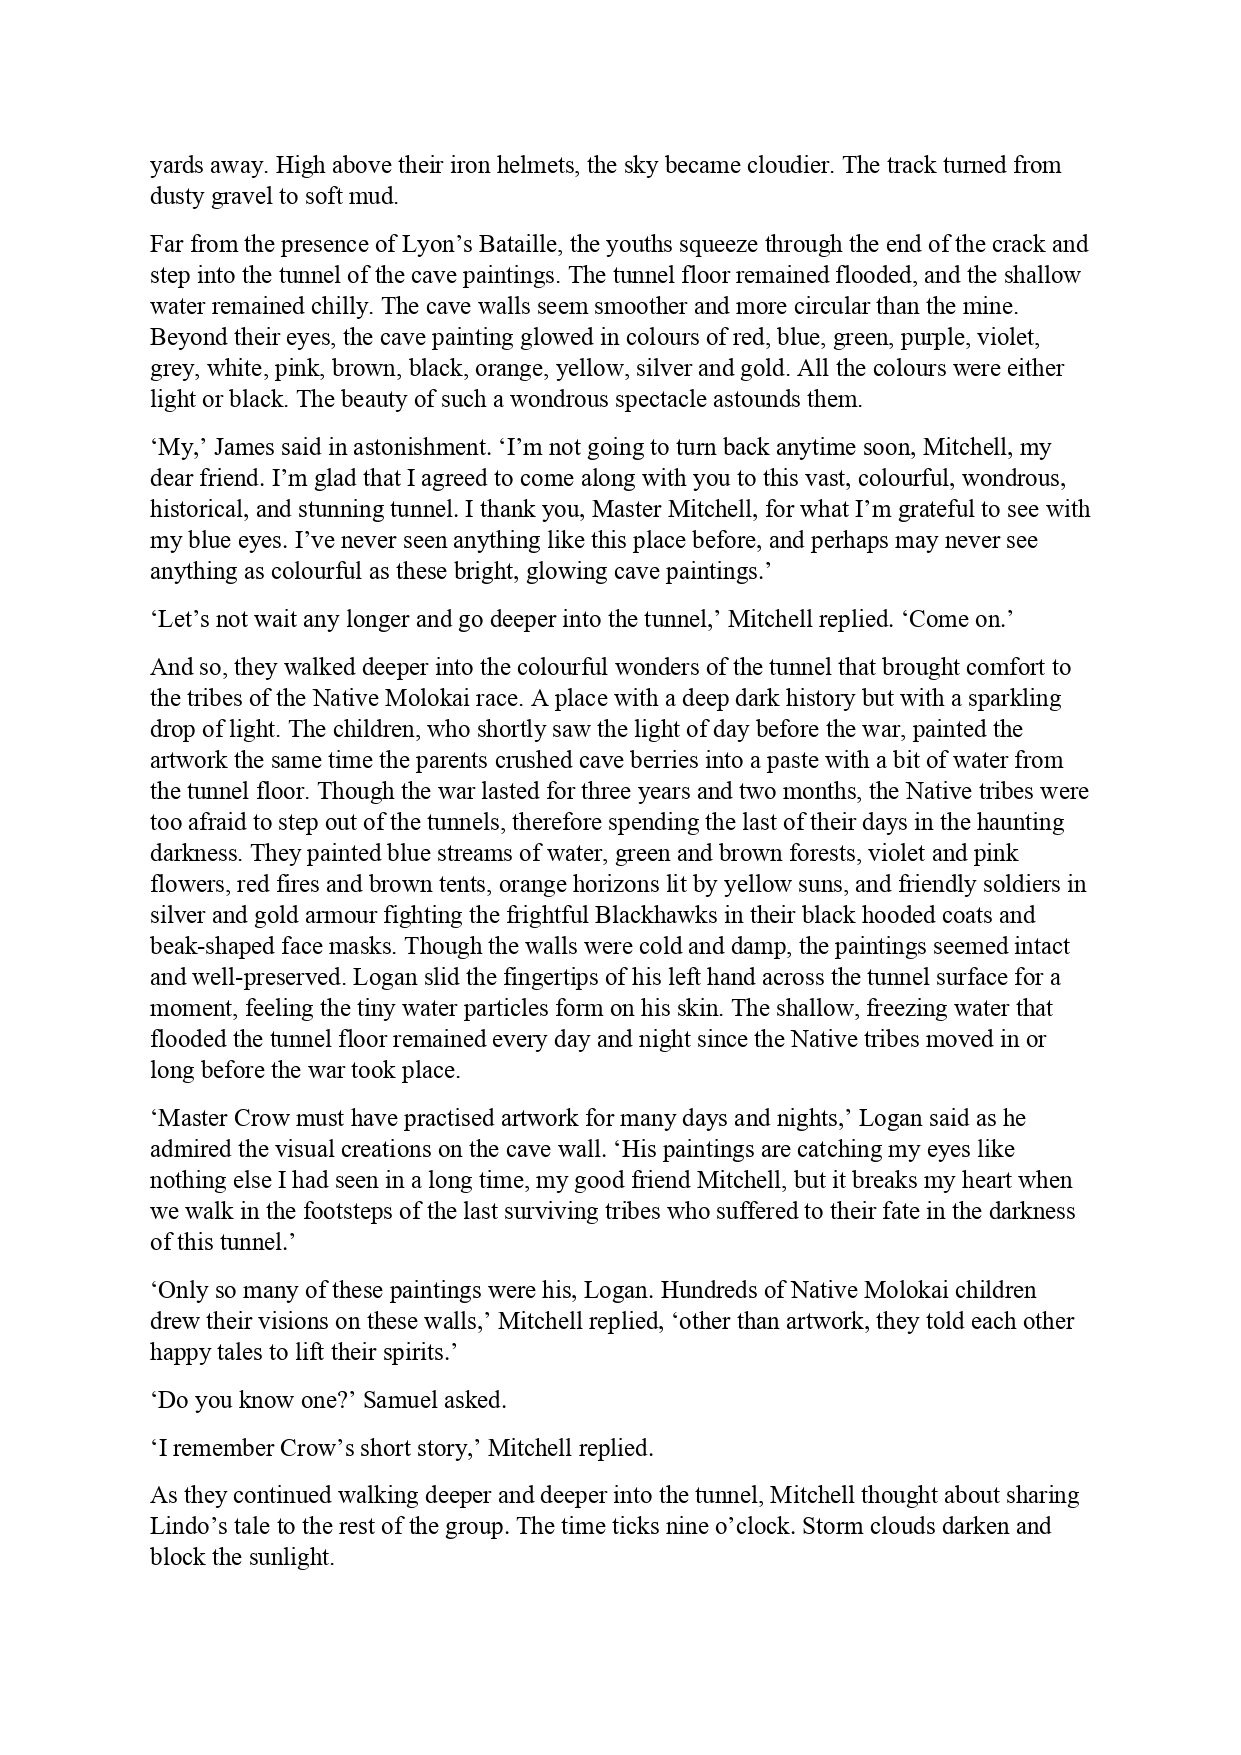 yards away. High above their iron helmets, the sky became cloudier. The track turned from
dusty gravel to soft mud.
Far from the presence of Lyon’s Bataille, the youths squeeze through the end of the crack and
step into the tunnel of the cave paintings. The tunnel floor remained flooded, and the shallow
water remained chilly. The cave walls seem smoother and more circular than the mine.
Beyond their eyes, the cave painting glowed in colours of red, blue, green, purple, violet,
grey, white, pink, brown, black, orange, yellow, silver and gold. All the colours were either
light or black. The beauty of such a wondrous spectacle astounds them.
‘My,’ James said in astonishment. ‘I’m not going to turn back anytime soon, Mitchell, my
dear friend. I’m glad that I agreed to come along with you to this vast, colourful, wondrous,
historical, and stunning tunnel. I thank you, Master Mitchell, for what I’m grateful to see with
my blue eyes. I’ve never seen anything like this place before, and perhaps may never see
anything as colourful as these bright, glowing cave paintings.’
‘Let’s not wait any longer and go deeper into the tunnel,’ Mitchell replied. ‘Come on.’
And so, they walked deeper into the colourful wonders of the tunnel that brought comfort to
the tribes of the Native Molokai race. A place with a deep dark history but with a sparkling
drop of light. The children, who shortly saw the light of day before the war, painted the
artwork the same time the parents crushed cave berries into a paste with a bit of water from
the tunnel floor. Though the war lasted for three years and two months, the Native tribes were
too afraid to step out of the tunnels, therefore spending the last of their days in the haunting
darkness. They painted blue streams of water, green and brown forests, violet and pink
flowers, red fires and brown tents, orange horizons lit by yellow suns, and friendly soldiers in
silver and gold armour fighting the frightful Blackhawks in their black hooded coats and
beak-shaped face masks. Though the walls were cold and damp, the paintings seemed intact
and well-preserved. Logan slid the fingertips of his left hand across the tunnel surface for a
moment, feeling the tiny water particles form on his skin. The shallow, freezing water that
flooded the tunnel floor remained every day and night since the Native tribes moved in or
long before the war took place.
‘Master Crow must have practised artwork for many days and nights,’ Logan said as he
admired the visual creations on the cave wall. ‘His paintings are catching my eyes like
nothing else I had seen in a long time, my good friend Mitchell, but it breaks my heart when
we walk in the footsteps of the last surviving tribes who suffered to their fate in the darkness
of this tunnel.’
‘Only so many of these paintings were his, Logan. Hundreds of Native Molokai children
drew their visions on these walls,’ Mitchell replied, ‘other than artwork, they told each other
happy tales to lift their spirits.’
‘Do you know one?’ Samuel asked.
‘I remember Crow’s short story,’ Mitchell replied.
As they continued walking deeper and deeper into the tunnel, Mitchell thought about sharing
Lindo’s tale to the rest of the group. The time ticks nine o’clock. Storm clouds darken and
block the sunlight.